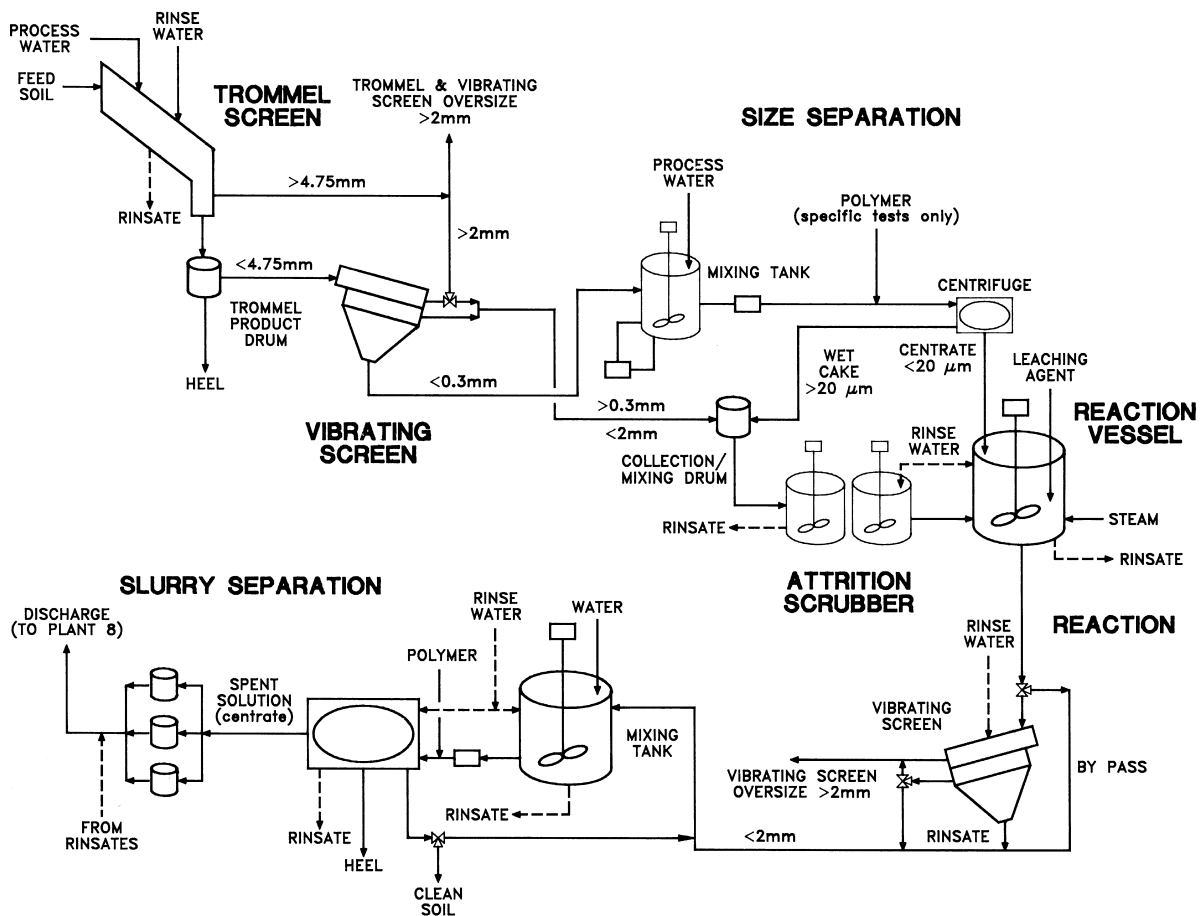 PROCESS
WATER
RINSE
WATER
FEED
SOIL
TROMMEL
SCREEN
TROMMEL & VIBRATING
SCREEN OVERSIZE
>2mm
SIZE SEPARATION
>4.75mm
RINSATE
>2mm
PROCESS
WATER
POLYMER
(specific tests only)
<4.75mm
MIXING TANK
CENTRIFUGE
TROMMEL
PRODUCT
DRUM
HEEL
<0.3mm
WET
CAKE
>20 μm
CENTRATE
<20 μm
LEACHING
AGENT
>0.3mm
<2mm
VIBRATING
SCREEN
REACTION
VESSEL
RINSE
WATER
COLLECTION/
MIXING DRUM
RINSATE
STEAM
RINSATE
ATTRITION
SCRUBBER
SLURRY SEPARATION
REACTION
DISCHARGE
(TO PLANT 8)
RINSE
WATER
WATER
RINSE
WATER
POLYMER
SPENT
SOLUTION
(centrate)
VIBRATING
SCREEN
MIXING
TANK
BY PASS
VIBRATING SCREEN
OVERSIZE >2mm
RINSATE
FROM
RINSATES
RINSATE
HEEL
<2mm
RINSATE
CLEAN
SOIL